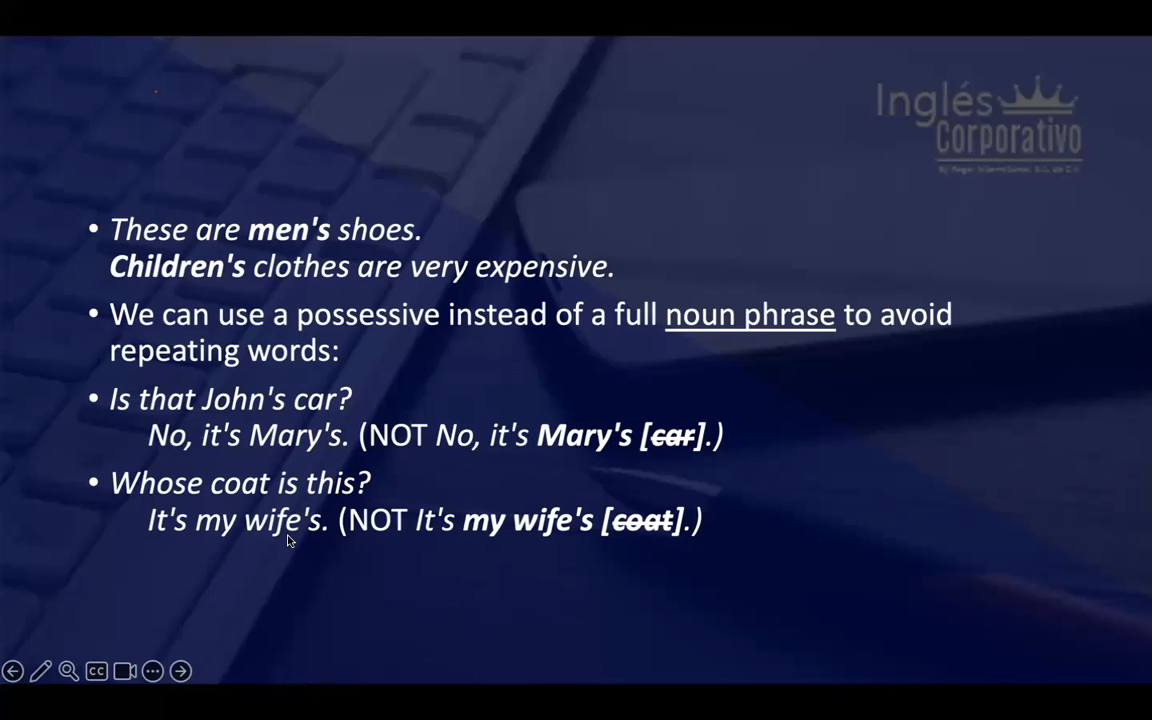 Inglés
Corporativo
• These are men's shoes.
Children's clothes are very expensive.
• We can use a possessive instead of a full noun phrase to avoid
repeating words:
• Is that John's car?
No, it's Mary's. (NOT No, it's Mary's [car].)
• Whose coat is this?
It's my wife's. (NOT It's my wife's [coat].)
CC